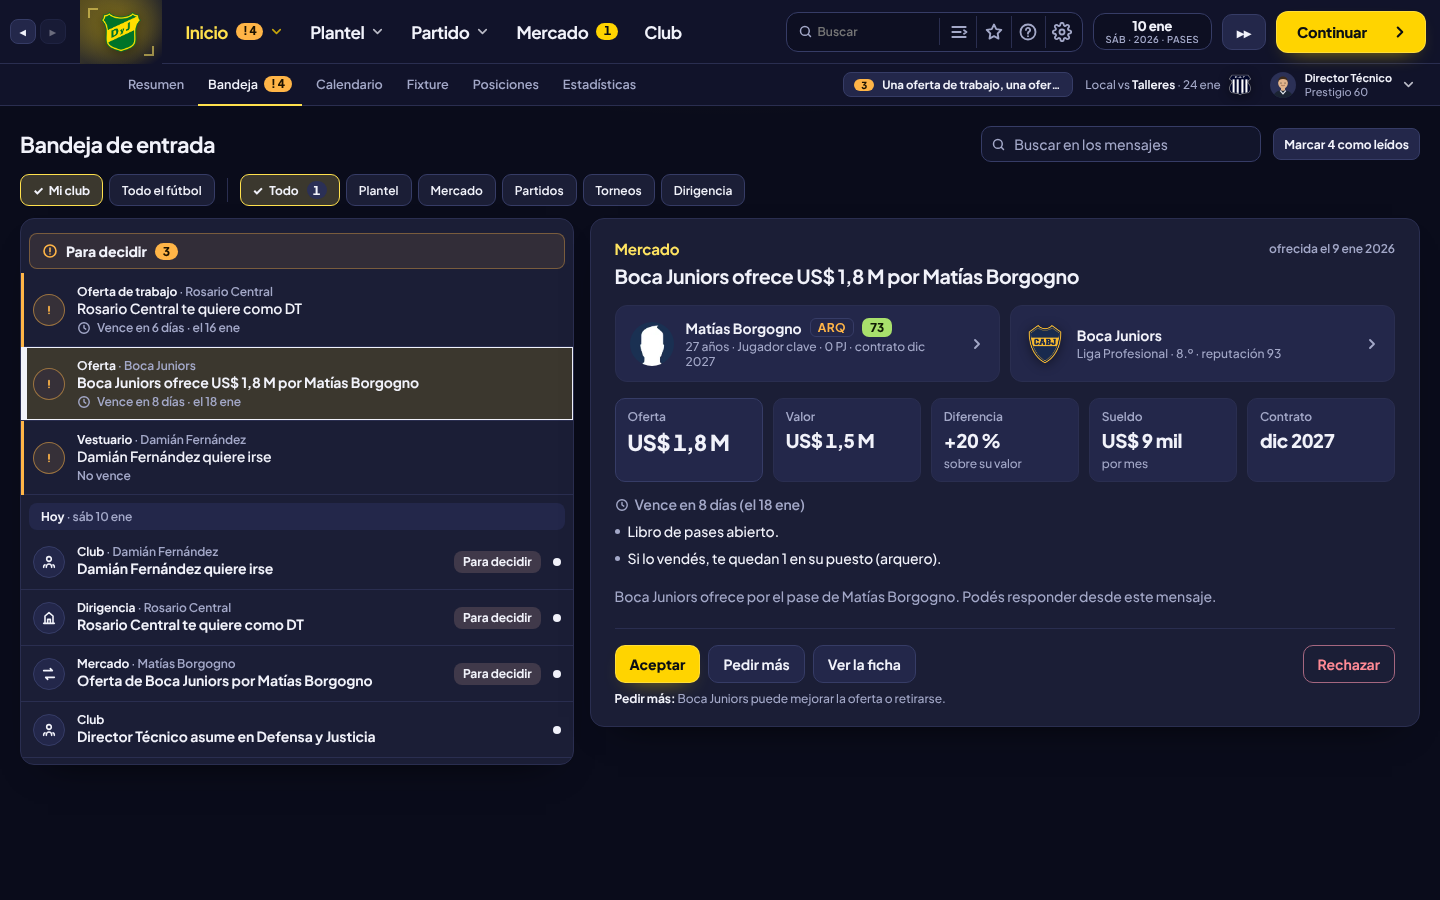 Inicio !4
Plantel
Partido
Mercado 1
Club
Buscar
10 ene
SÁB · 2026 · PASES
Continuar
Resumen
Bandeja !4
Calendario
Fixture
Posiciones
Estadísticas
3 Una oferta de trabajo, una ofer...
Local vs Talleres · 24 ene
Director Técnico
Prestigio 60
Bandeja de entrada
Buscar en los mensajes
Marcar 4 como leídos
Mi club
Todo el fútbol
Todo 1
Plantel
Mercado
Partidos
Torneos
Dirigencia
Para decidir 3
Oferta de trabajo · Rosario Central
Rosario Central te quiere como DT
Vence en 6 días · el 16 ene
Oferta · Boca Juniors
Boca Juniors ofrece US$ 1,8 M por Matías Borgogno
Vence en 8 días · el 18 ene
Vestuario · Damián Fernández
Damián Fernández quiere irse
No vence
Hoy · sáb 10 ene
Club · Damián Fernández
Damián Fernández quiere irse
Para decidir
Dirigencia · Rosario Central
Rosario Central te quiere como DT
Para decidir
Mercado · Matías Borgogno
Oferta de Boca Juniors por Matías Borgogno
Para decidir
Club
Director Técnico asume en Defensa y Justicia
Mercado
ofrecida el 9 ene 2026
Boca Juniors ofrece US$ 1,8 M por Matías Borgogno
Matías Borgogno ARQ 73
27 años · Jugador clave · 0 PJ · contrato dic
2027
CABJ
Boca Juniors
Liga Profesional · 8.º · reputación 93
Oferta
US$ 1,8 M
Valor
US$ 1,5 M
Diferencia
+20 %
sobre su valor
Sueldo
US$ 9 mil
por mes
Contrato
dic 2027
Vence en 8 días (el 18 ene)
• Libro de pases abierto.
• Si lo vendés, te quedan 1 en su puesto (arquero).
Boca Juniors ofrece por el pase de Matías Borgogno. Podés responder desde este mensaje.
Aceptar
Pedir más
Ver la ficha
Rechazar
Pedir más: Boca Juniors puede mejorar la oferta o retirarse.